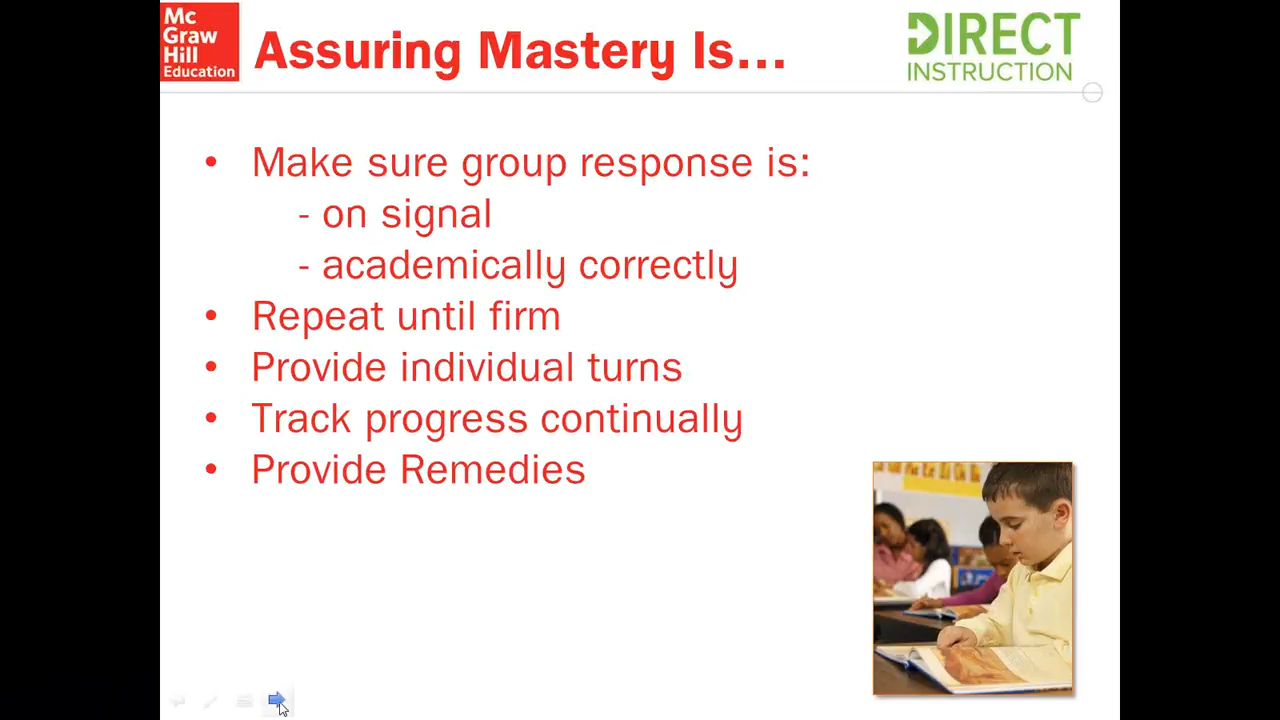 Mc
Graw
Hill
Education
Assuring Mastery Is...
DIRECT
INSTRUCTION
• Make sure group response is:
- on signal
- academically correctly
• Repeat until firm
• Provide individual turns
• Track progress continually
• Provide Remedies